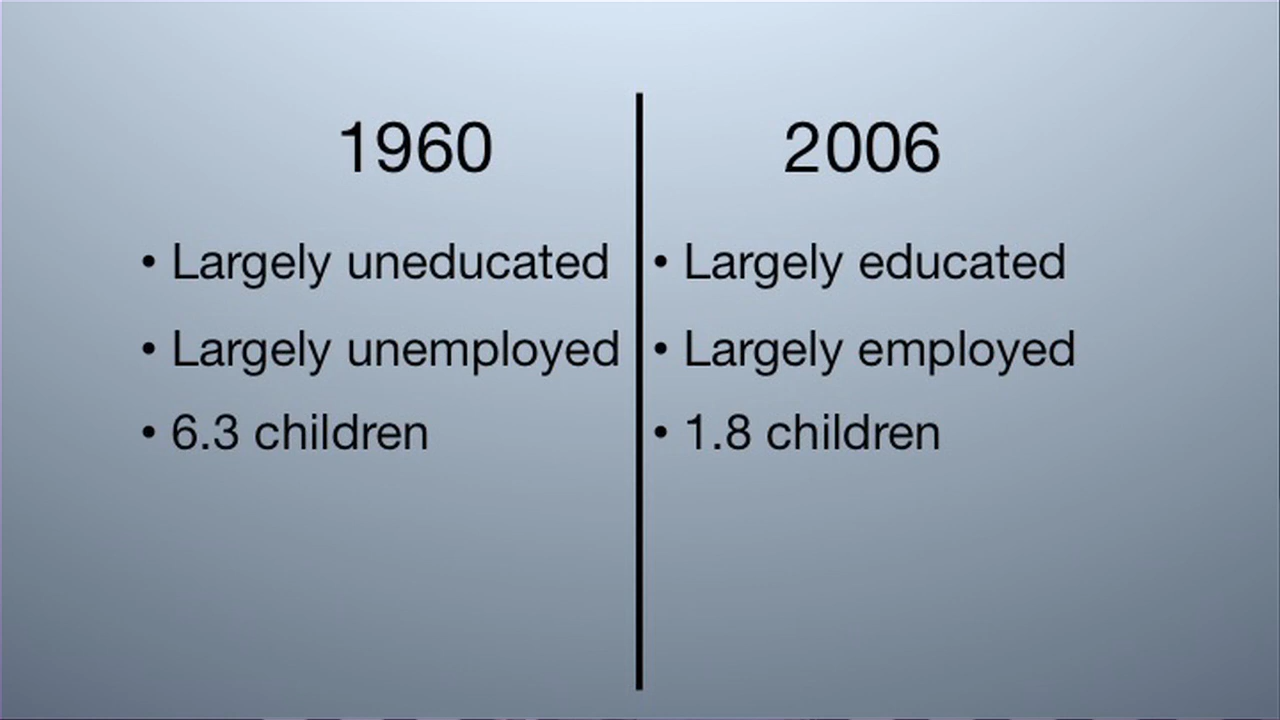 1960
• Largely uneducated
• Largely unemployed
• 6.3 children
2006
• Largely educated
• Largely employed
• 1.8 children